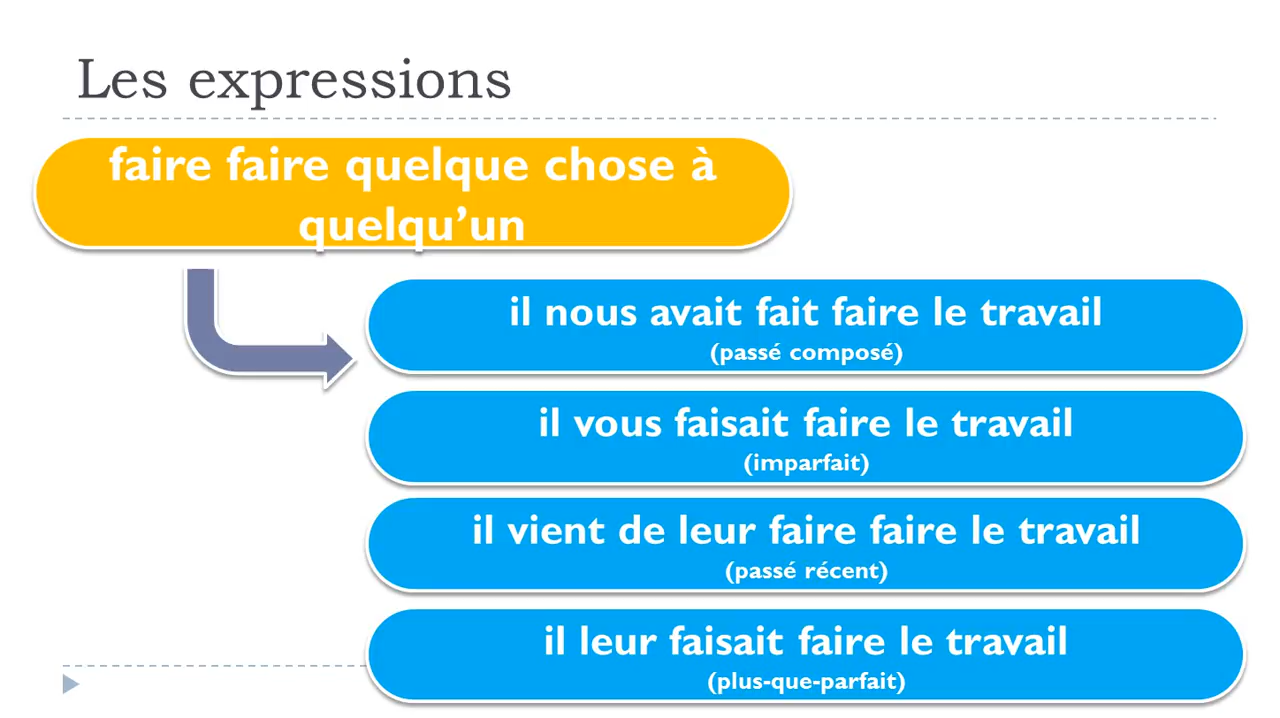 Les expressions
faire faire quelque chose à
quelqu’un
il nous avait fait faire le travail
(passé composé)
il vous faisait faire le travail
(imparfait)
il vient de leur faire faire le travail
(passé récent)
il leur faisait faire le travail
(plus-que-parfait)